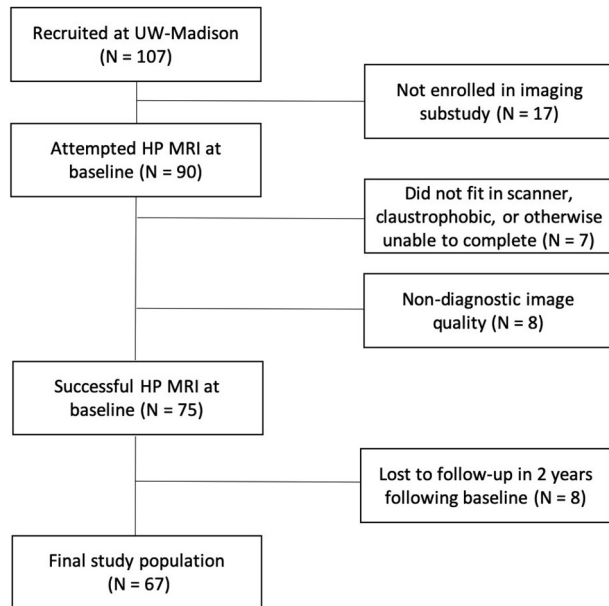 Recruited at UW-Madison
(N = 107)
Not enrolled in imaging
substudy (N = 17)
Attempted HP MRI at
baseline (N = 90)
Did not fit in scanner,
claustrophobic, or otherwise
unable to complete (N = 7)
Non-diagnostic image
quality (N = 8)
Successful HP MRI at
baseline (N = 75)
Lost to follow-up in 2 years
following baseline (N = 8)
Final study population
(N = 67)